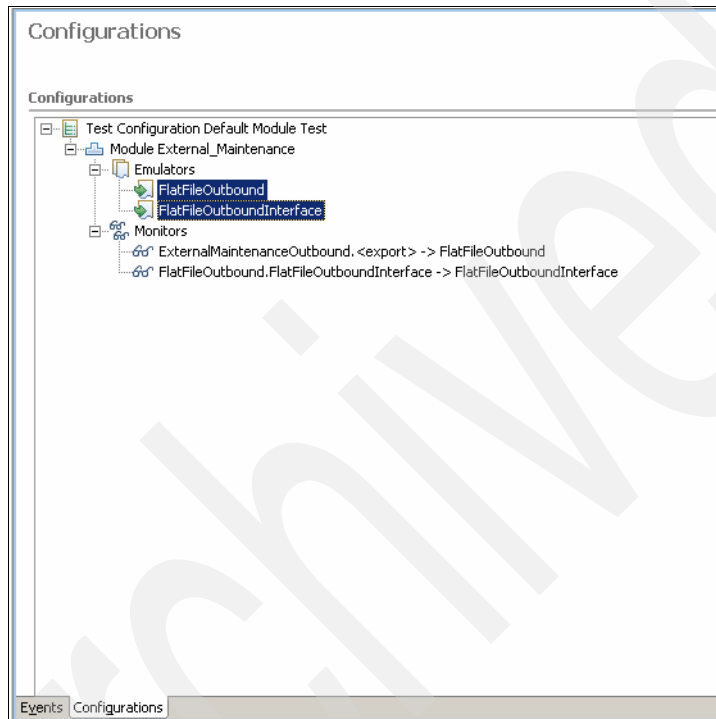 Configurations
Configurations
Test Configuration Default Module Test
Module External_Maintenance
Emulators
FlatFileOutbound
FlatFileOutboundInterface
Monitors
ExternalMaintenanceOutbound.<export> -> FlatFileOutbound
FlatFileOutbound.FlatFileOutboundInterface -> FlatFileOutboundInterface
Events Configurations